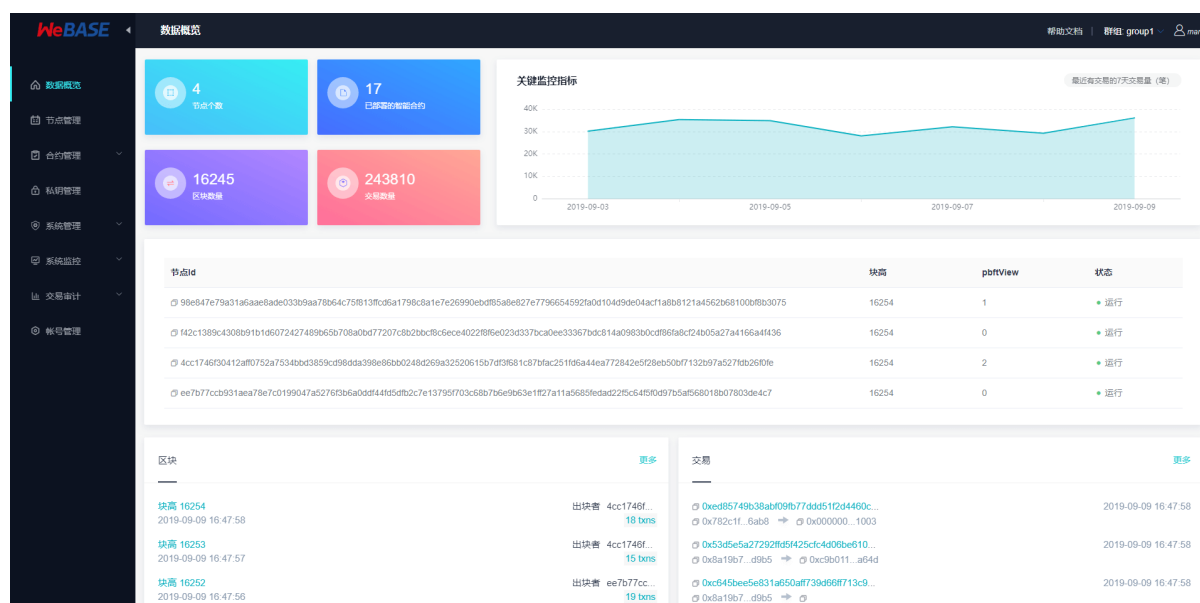 WeBASE
数据概览
帮助文档
群组: group1
数据概览
节点管理
合约管理
私钥管理
系统管理
系统监控
交易审计
帐号管理
4
节点个数
17
已部署的智能合约
16245
区块数量
243810
交易数量
关键监控指标
最近有交易的7天交易量（笔）
40K
30K
20K
10K
0
2019-09-03 2019-09-05 2019-09-07 2019-09-09
节点Id 块高 pbftView 状态
98e847e79a31a6aae8ade033b9aa78b64c75f813ffcd6a1798c8a1e7e26990ebdf85a8e827e7796654592fa0d104d9de04acf1a8b8121a4562b68100bf8b3075 16254 1 运行
f42c1389c4308b91b1d6072427489b65b708a0bd77207c8b2bbcf8c6ece4022f8f6e023d337bca0ee33367bdc814a0983b0cdf86fa8cf24b05a27a4166a4f436 16254 0 运行
4cc1746f30412aff0752a7534bbd3859cd98dda398e86bb0248d269a32520615b7df3f681c87bfac251fd6a44ea772842e5f28eb50bf7132b97a527fdb26f0fe 16254 2 运行
ee7b77ccb931aea78e7c0199047a5276f3b6a0ddf44fd5dfb2c7e13795f703c68b7b6e9b63e1ff27a11a5685fedad22f5c64f5f0d97b5af568018b07803de4c7 16254 0 运行
区块 更多
块高 16254 出块者 4cc1746f...
2019-09-09 16:47:58 18 txns
块高 16253 出块者 4cc1746f...
2019-09-09 16:47:57 15 txns
块高 16252 出块者 ee7b77cc...
2019-09-09 16:47:56 19 txns
交易 更多
0xed85749b38abf09fb77ddd51f2d4460c... 2019-09-09 16:47:58
0x782c1f...6ab8 0x000000...1003
0x53d5e5a27292ffd5f425cfc4d06be610... 2019-09-09 16:47:58
0x8a19b7...d9b5 0xc9b011...a64d
0xc645bee5e831a650aff739d66ff713c9... 2019-09-09 16:47:58
0x8a19b7...d9b5